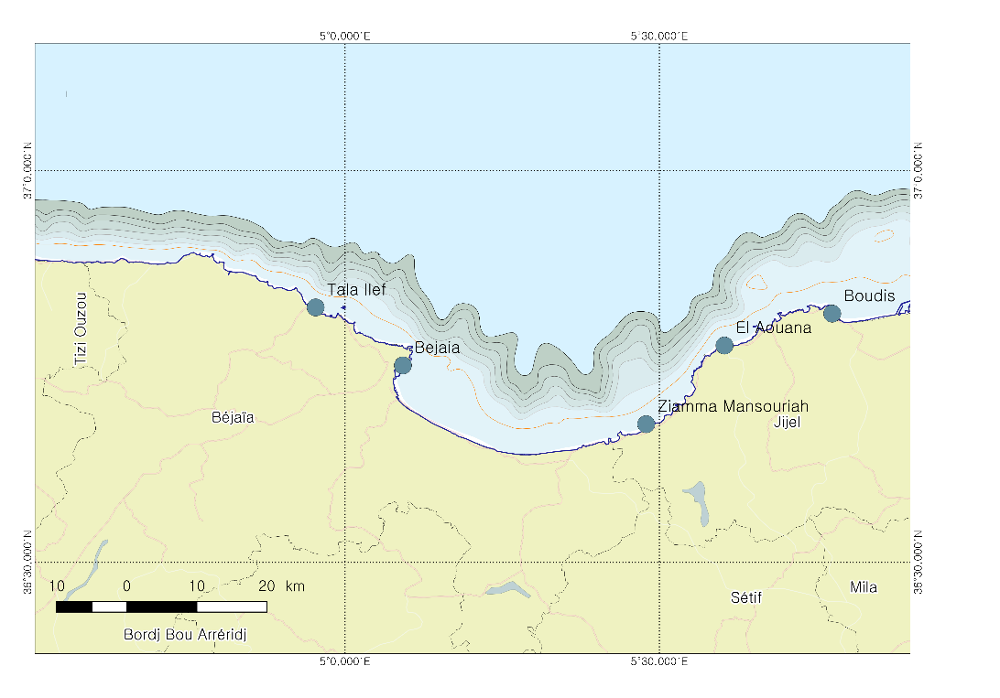 5°0.000'E
5°30.000'E
37°0.000'N
37°0.000'N
Tala Ilef
Boudis
Tizi Ouzou
El Aouana
Bejaia
Ziamma Mansouriah
Béjaïa
Jijel
36°30.000'N
36°30.000'N
10 0 10 20 km
Mila
Sétif
Bordj Bou Arréridj
5°0.000'E
5°30.000'E